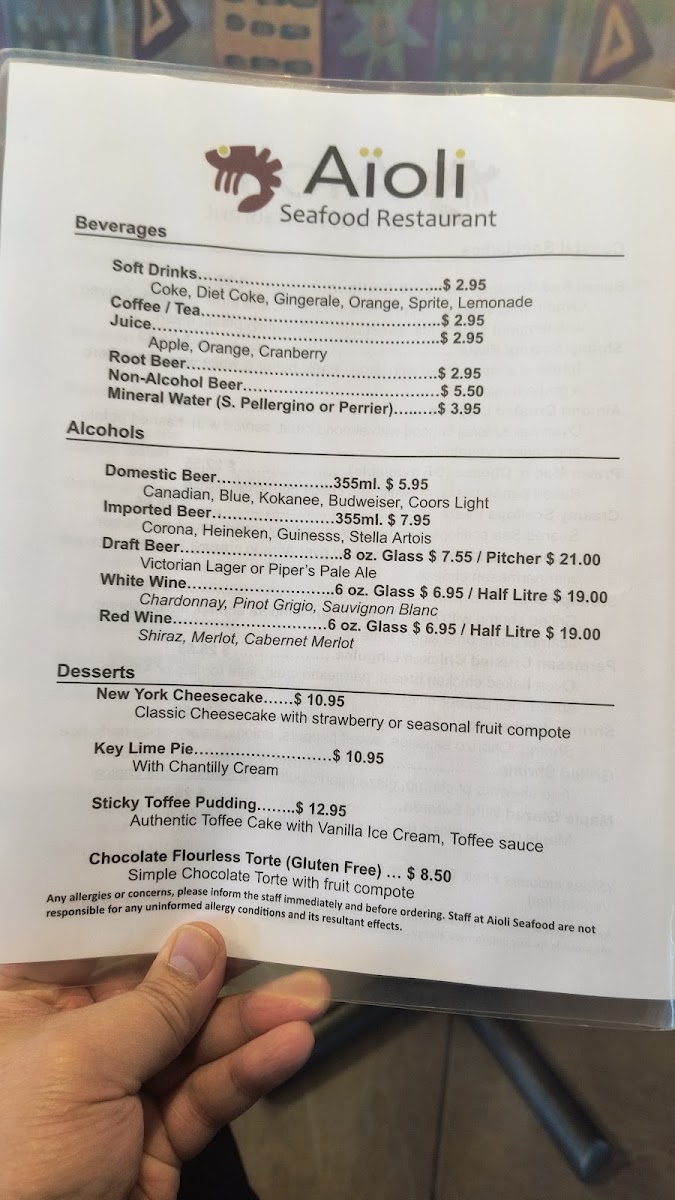 Aïoli
Seafood Restaurant
Beverages
Soft Drinks..........................................$ 2.95
Coke, Diet Coke, Gingerale, Orange, Sprite, Lemonade
Coffee / Tea.........................................$ 2.95
Juice..................................................$ 2.95
Apple, Orange, Cranberry
Root Beer...........................................$ 2.95
Non-Alcohol Beer.................................$ 5.50
Mineral Water (S. Pellergino or Perrier).........$ 3.95
Alcohols
Domestic Beer......................355ml. $ 5.95
Canadian, Blue, Kokanee, Budweiser, Coors Light
Imported Beer.......................355ml. $ 7.95
Corona, Heineken, Guinesss, Stella Artois
Draft Beer..............................8 oz. Glass $ 7.55 / Pitcher $ 21.00
Victorian Lager or Piper's Pale Ale
White Wine...........................6 oz. Glass $ 6.95 / Half Litre $ 19.00
Chardonnay, Pinot Grigio, Sauvignon Blanc
Red Wine..............................6 oz. Glass $ 6.95 / Half Litre $ 19.00
Shiraz, Merlot, Cabernet Merlot
Desserts
New York Cheesecake......$ 10.95
Classic Cheesecake with strawberry or seasonal fruit compote
Key Lime Pie..........................$ 10.95
With Chantilly Cream
Sticky Toffee Pudding........$ 12.95
Authentic Toffee Cake with Vanilla Ice Cream, Toffee sauce
Chocolate Flourless Torte (Gluten Free) ... $ 8.50
Simple Chocolate Torte with fruit compote
Any allergies or concerns, please inform the staff immediately and before ordering. Staff at Aioli Seafood are not
responsible for any uninformed allergy conditions and its resultant effects.